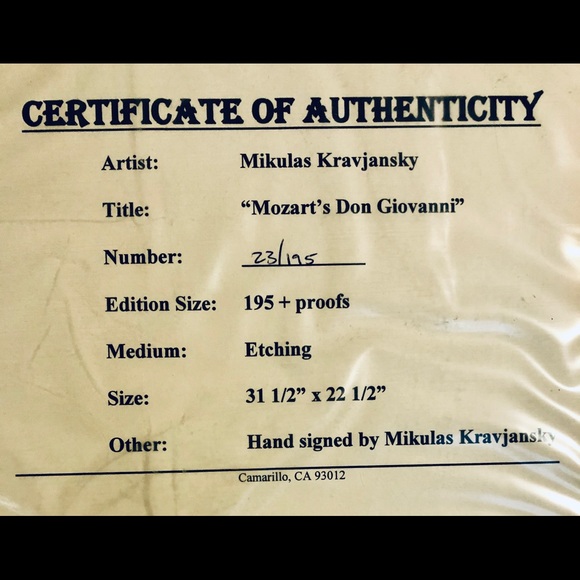 CERTIFICATE OF AUTHENTICITY
Artist: Mikulas Kravjansky
Title: “Mozart’s Don Giovanni”
Number: 23/195
Edition Size: 195 + proofs
Medium: Etching
Size: 31 1/2” x 22 1/2”
Other: Hand signed by Mikulas Kravjansky
Camarillo, CA 93012